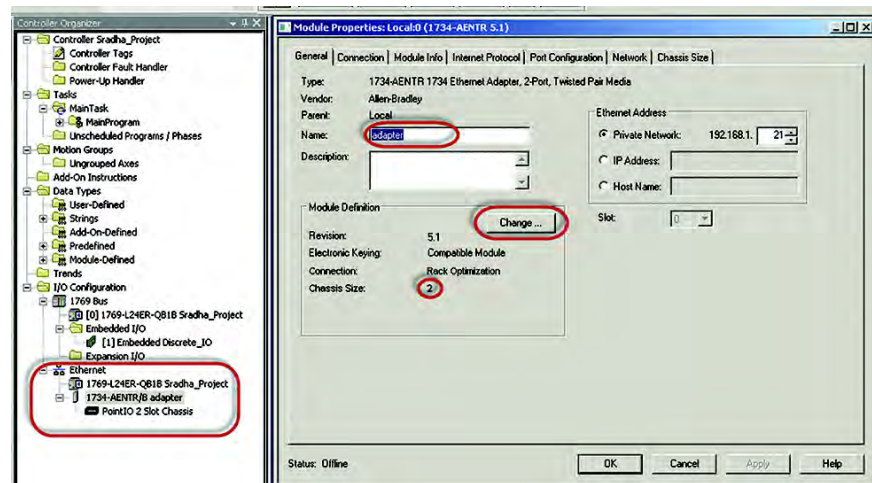 Controller Organizer
Controller Sradha_Project
Controller Tags
Controller Fault Handler
Power-Up Handler
Tasks
MainTask
MainProgram
Unscheduled Programs / Phases
Motion Groups
Ungrouped Axes
Add-On Instructions
Data Types
User-Defined
Strings
Add-On-Defined
Predefined
Module-Defined
Trends
I/O Configuration
1769 Bus
[0] 1769-L24ER-QB1B Sradha_Project
Embedded I/O
[1] Embedded Discrete_IO
Expansion I/O
Ethernet
1769-L24ER-QB1B Sradha_Project
1734-AENTR/B adapter
PointIO 2 Slot Chassis
Module Properties: Local:0 (1734-AENTR 5.1)
General Connection Module Info Internet Protocol Port Configuration Network Chassis Size
Type: 1734-AENTR 1734 Ethernet Adapter, 2-Port, Twisted Pair Media
Vendor: Allen-Bradley
Parent: Local
Name: adapter
Description:
Module Definition
Change ...
Revision: 5.1
Electronic Keying: Compatible Module
Connection: Rack Optimization
Chassis Size: 2
Ethernet Address
Private Network: 192.168.1. 21
IP Address:
Host Name:
Slot: 0
Status: Offline
OK Cancel Apply Help